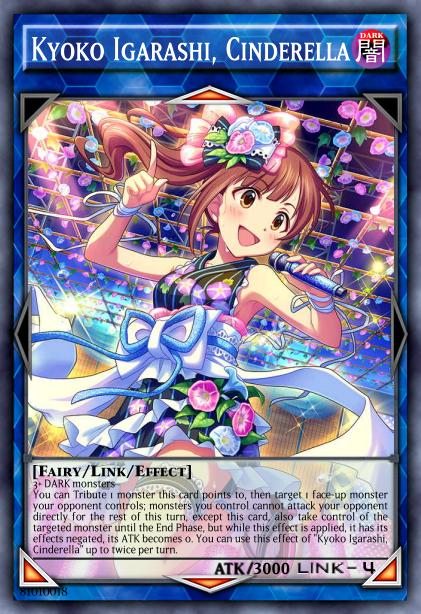 Kyoko Igarashi, Cinderella
DARK
闇
[Fairy/Link/Effect]
3+ DARK monsters
You can Tribute 1 monster this card points to, then target 1 face-up monster
your opponent controls; monsters you control cannot attack your opponent
directly for the rest of this turn, except this card, also take control of the
targeted monster until the End Phase, but while this effect is applied, it has its
effects negated, its ATK becomes 0. You can use this effect of "Kyoko Igarashi,
Cinderella" up to twice per turn.
ATK/3000 LINK-4
81010018